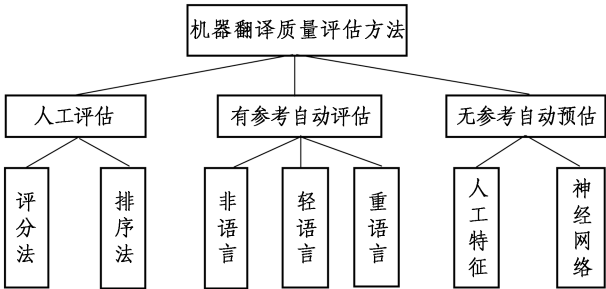 机器翻译质量评估方法
人工评估
有参考自动评估
无参考自动预估
评分法
排序法
非语言
轻语言
重语言
人工特征
神经网络